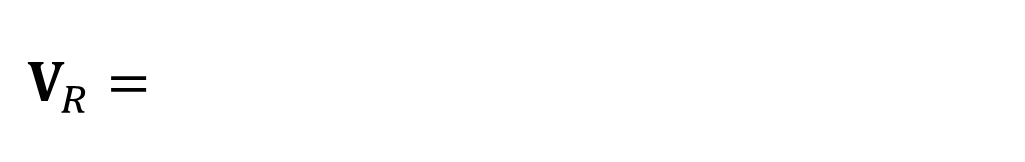 𝐕_R =